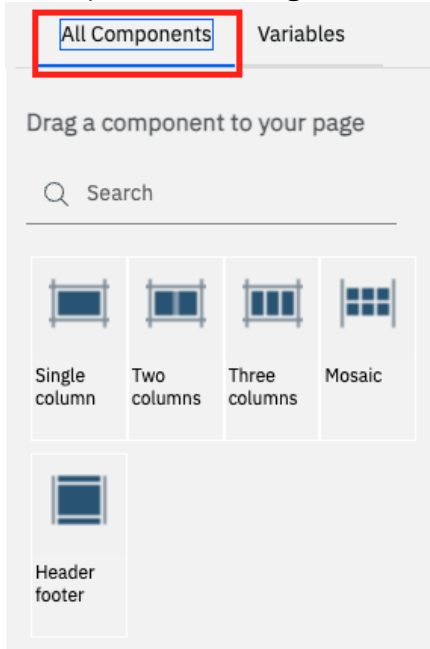 All Components Variables
Drag a component to your page
Search
Single column
Two columns
Three columns
Mosaic
Header footer